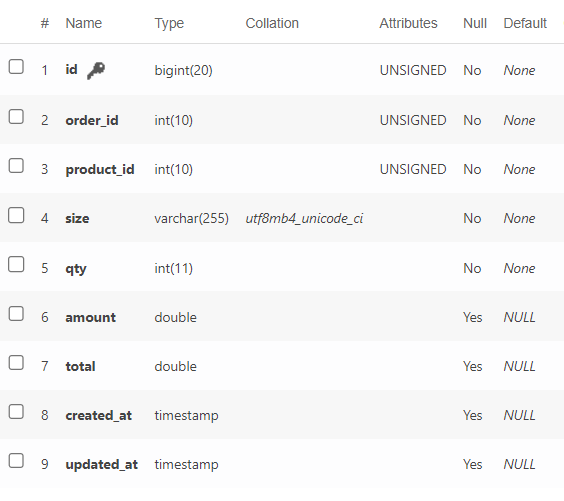 # Name Type Collation Attributes Null Default
1 id bigint(20) UNSIGNED No None
2 order_id int(10) UNSIGNED No None
3 product_id int(10) UNSIGNED No None
4 size varchar(255) utf8mb4_unicode_ci No None
5 qty int(11) No None
6 amount double Yes NULL
7 total double Yes NULL
8 created_at timestamp Yes NULL
9 updated_at timestamp Yes NULL